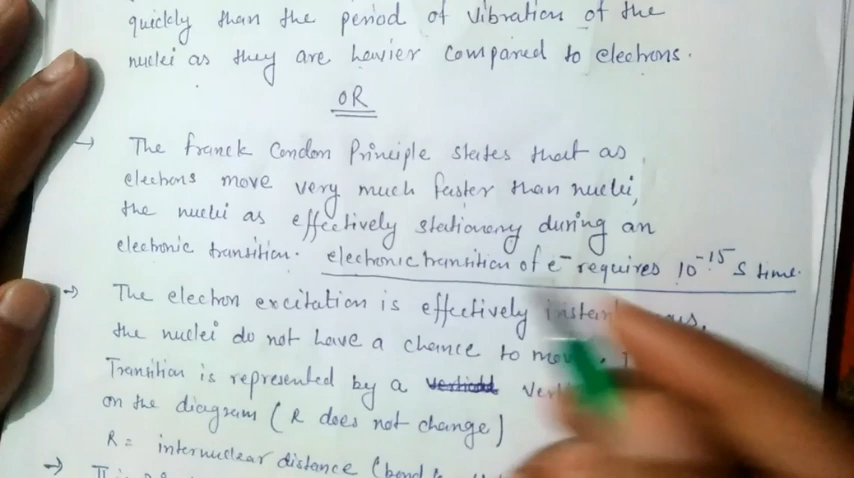 quickly than the period of vibration of the
nuclei as they are heavier compared to electrons.
OR
→ The franck Condon Principle states that as
electrons move very much faster than nuclei,
the nuclei as effectively stationary during an
electronic transition. electronic transition of e⁻ requires 10⁻¹⁵ s time.
→ The electron excitation is effectively
the nuclei do not have a chance to
Transition is represented by a
on the diagram (R does not change)
R = internuclear distance
→